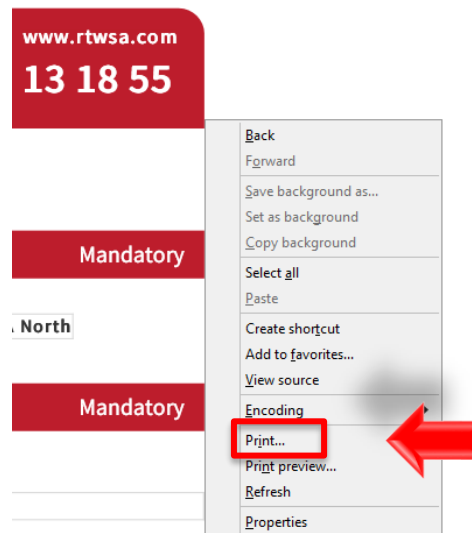 www.rtwsa.com
13 18 55
Back
Forward
Save background as...
Set as background
Copy background
Mandatory
Select all
Paste
North
Create shortcut
Add to favorites...
View source
Mandatory
Encoding
Print...
Print preview...
Refresh
Properties